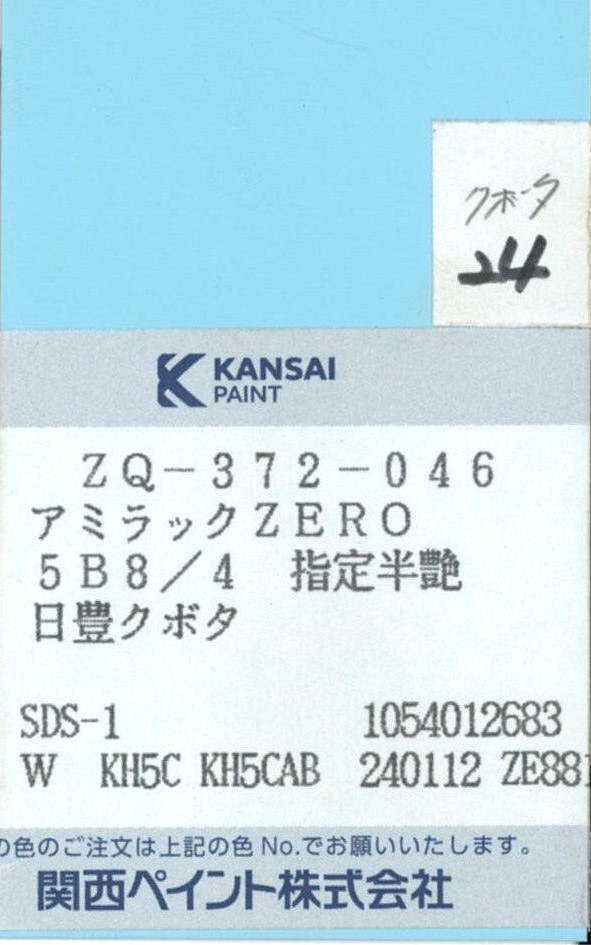 クボタ
24
KANSAI
PAINT
ZQ-372-046
アミラックZERO
5B8/4 指定半艶
日豊クボタ
SDS-1 1054012683
W KH5C KH5CAB 240112 ZE881
の色のご注文は上記の色No.でお願いいたします。
関西ペイント株式会社